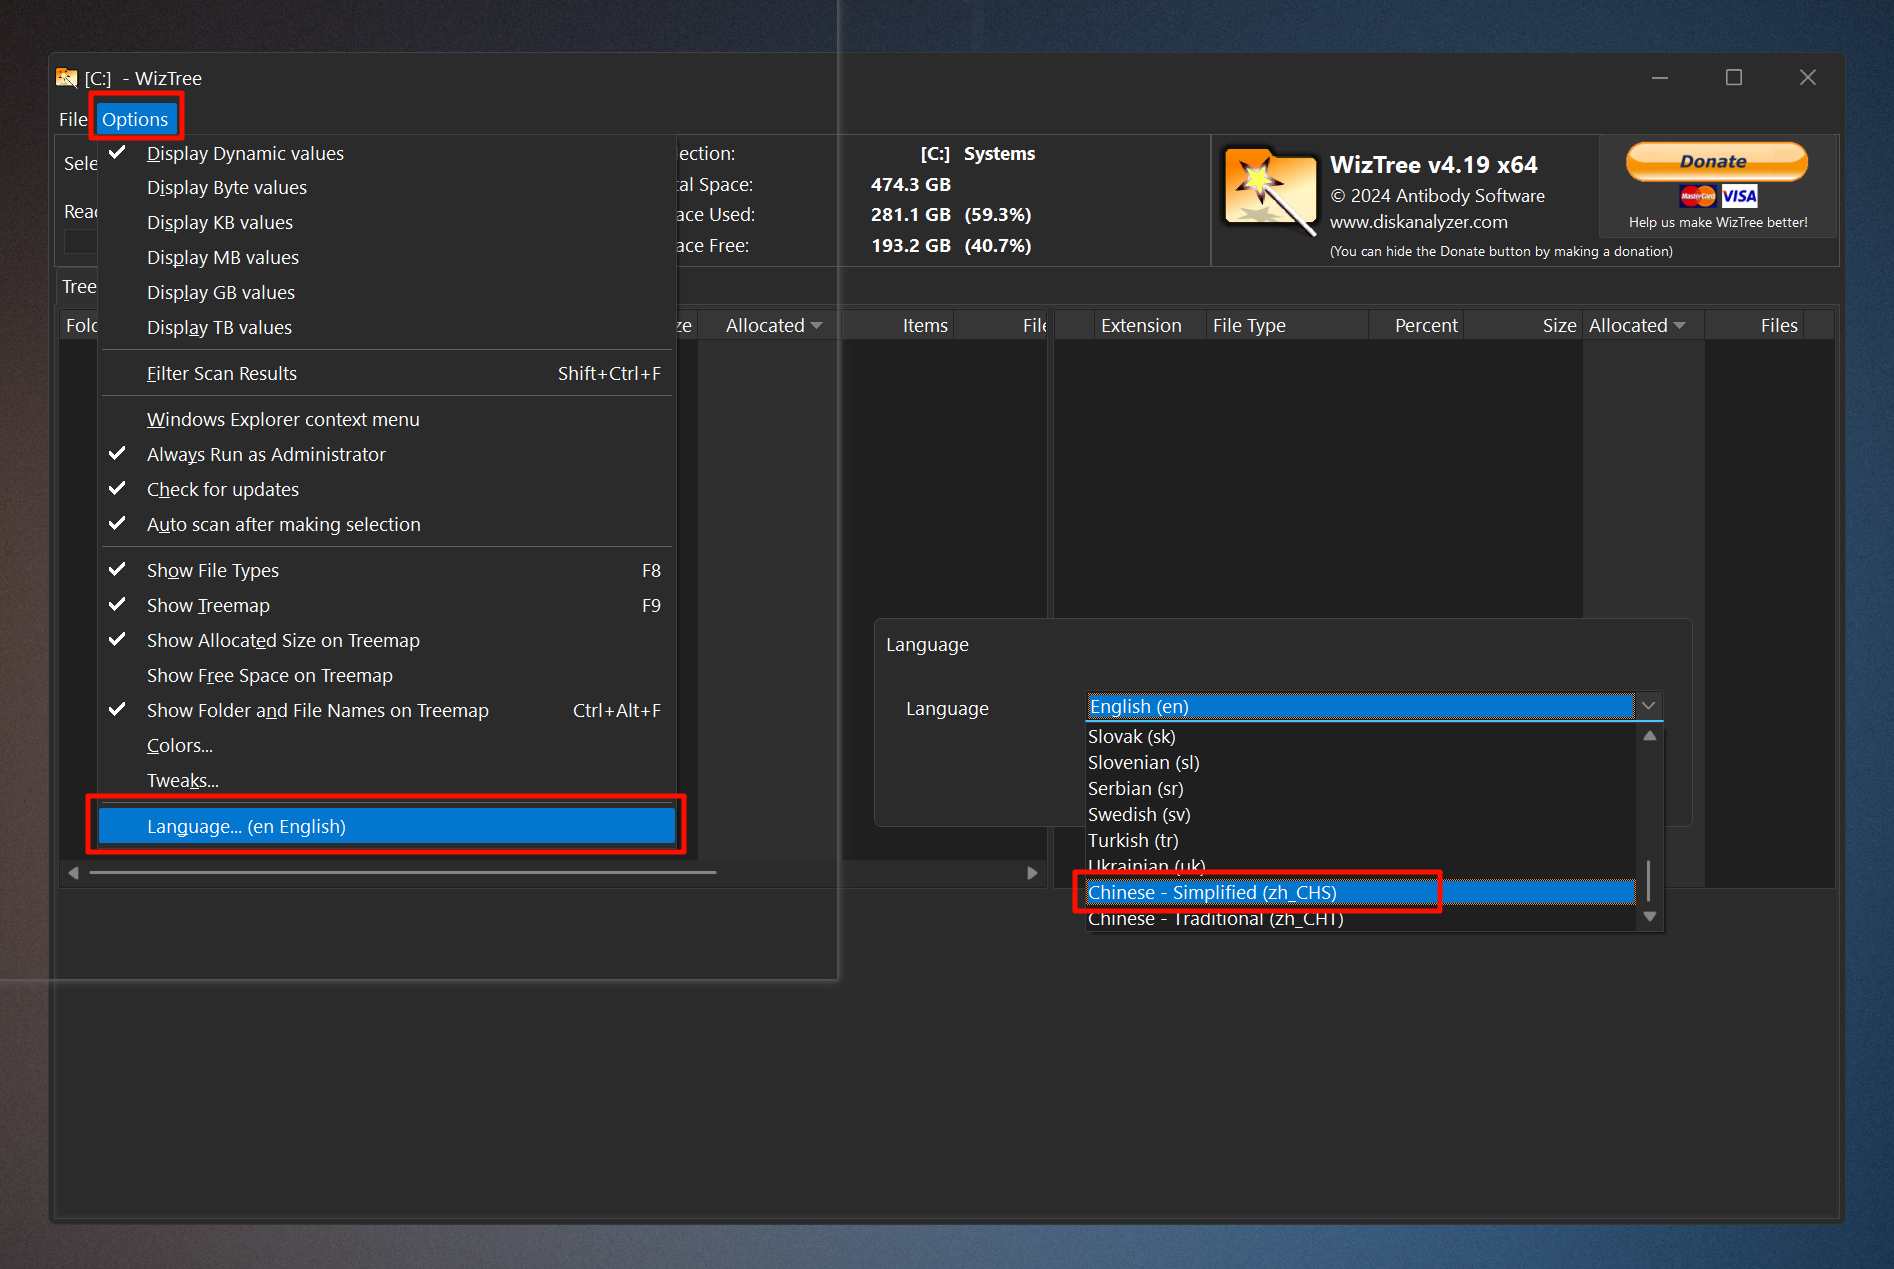 [C:]  - WizTree
File Options
Display Dynamic values
Display Byte values
Display KB values
Display MB values
Display GB values
Display TB values
Filter Scan Results Shift+Ctrl+F
Windows Explorer context menu
Always Run as Administrator
Check for updates
Auto scan after making selection
Show File Types F8
Show Treemap F9
Show Allocated Size on Treemap
Show Free Space on Treemap
Show Folder and File Names on Treemap Ctrl+Alt+F
Colors...
Tweaks...
Language... (en English)
[C:] Systems
474.3 GB
ace Used: 281.1 GB (59.3%)
ace Free: 193.2 GB (40.7%)
WizTree v4.19 x64
© 2024 Antibody Software
www.diskanalyzer.com
(You can hide the Donate button by making a donation)
Donate
MasterCard VISA
Help us make WizTree better!
Tree
Allocated Items File
Extension File Type Percent Size Allocated Files
Language
Language English (en)
Slovak (sk)
Slovenian (sl)
Serbian (sr)
Swedish (sv)
Turkish (tr)
Ukrainian (uk)
Chinese - Simplified (zh_CHS)
Chinese - Traditional (zh_CHT)